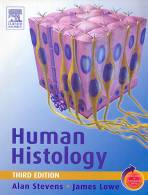 Human
Histology
THIRD EDITION
Alan Stevens • James Lowe